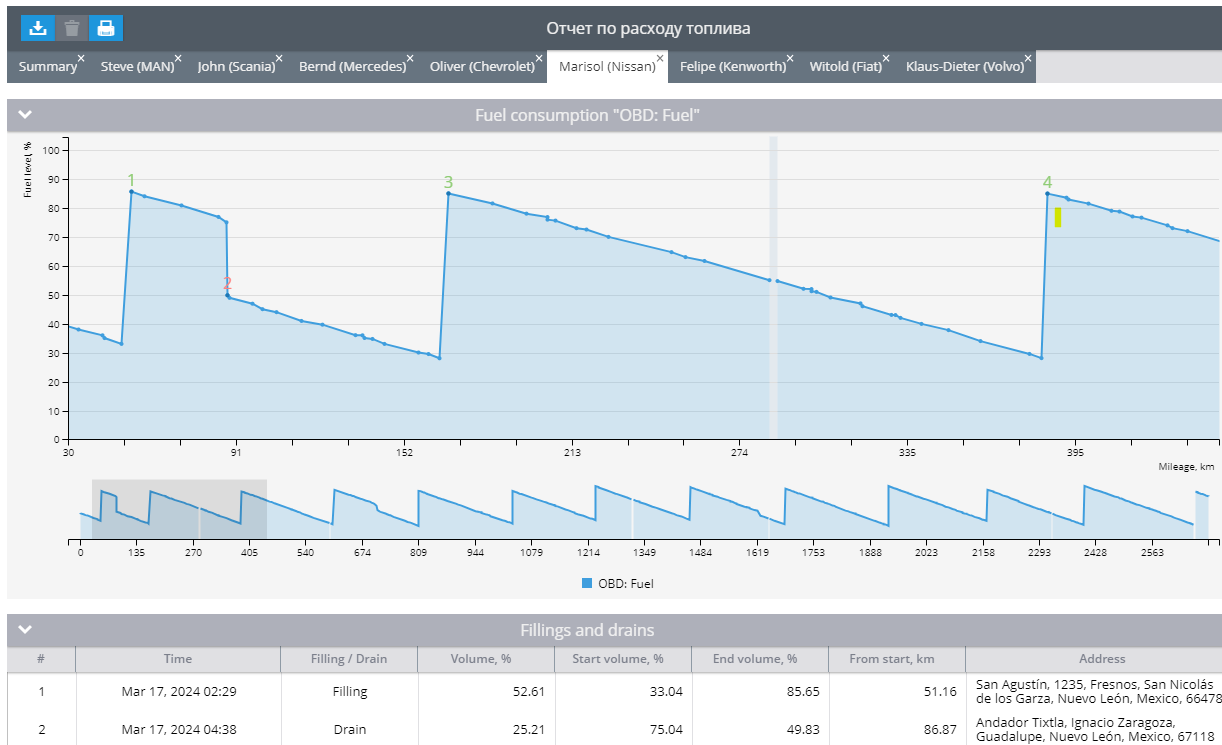 Отчет по расходу топлива
Summary Steve (MAN) John (Scania) Bernd (Mercedes) Oliver (Chevrolet) Marisol (Nissan) Felipe (Kenworth) Witold (Fiat) Klaus-Dieter (Volvo)
Fuel consumption "OBD: Fuel"
Fuel level, %
100
90
80
70
60
50
40
30
20
10
0
1
2
3
4
30 91 152 213 274 335 395
Mileage, km
0 135 270 405 540 674 809 944 1079 1214 1349 1484 1619 1753 1888 2023 2158 2293 2428 2563
OBD: Fuel
Fillings and drains
# Time Filling / Drain Volume, % Start volume, % End volume, % From start, km Address
1 Mar 17, 2024 02:29 Filling 52.61 33.04 85.65 51.16 San Agustín, 1235, Fresnos, San Nicolás
de los Garza, Nuevo León, Mexico, 66478
2 Mar 17, 2024 04:38 Drain 25.21 75.04 49.83 86.87 Andador Tixtla, Ignacio Zaragoza,
Guadalupe, Nuevo León, Mexico, 67118